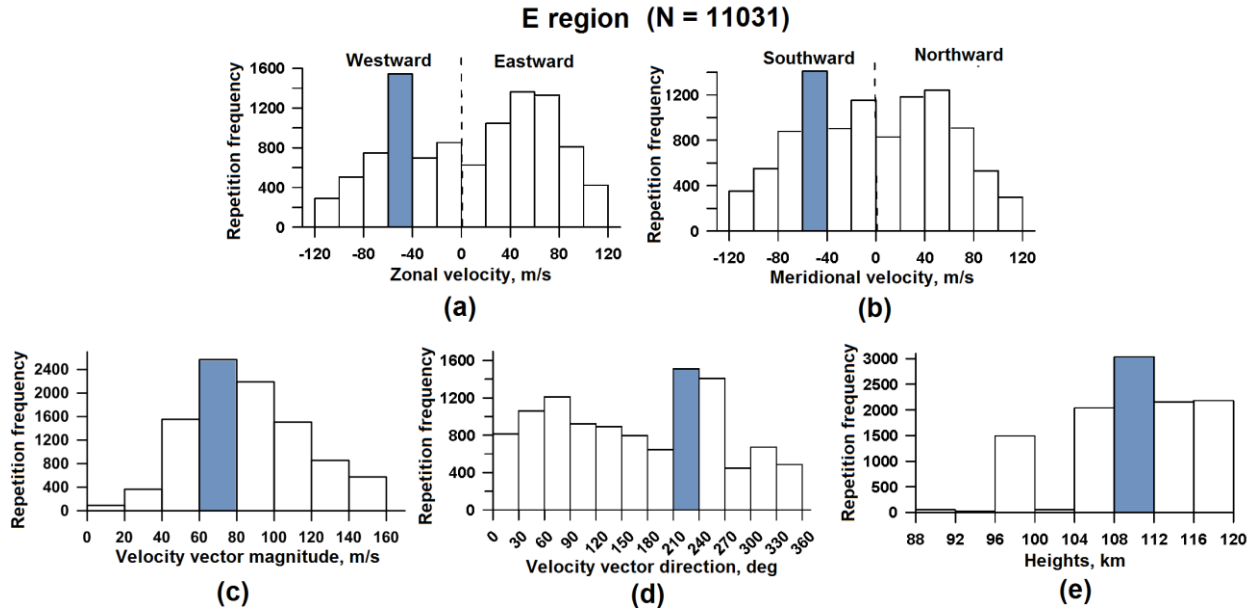 E region (N = 11031)
Westward Eastward
Repetition frequency
1600
1200
800
400
0
-120 -80 -40 0 40 80 120
Zonal velocity, m/s
(a)
Southward Northward
Repetition frequency
1200
800
400
0
-120 -80 -40 0 40 80 120
Meridional velocity, m/s
(b)
Repetition frequency
2400
1800
1200
600
0
0 20 40 60 80 100 120 140 160
Velocity vector magnitude, m/s
(c)
Repetition frequency
1600
1200
800
400
0
0 30 60 90 120 150 180 210 240 270 300 330 360
Velocity vector direction, deg
(d)
Repetition frequency
3000
2500
2000
1500
1000
500
0
88 92 96 100 104 108 112 116 120
Heights, km
(e)